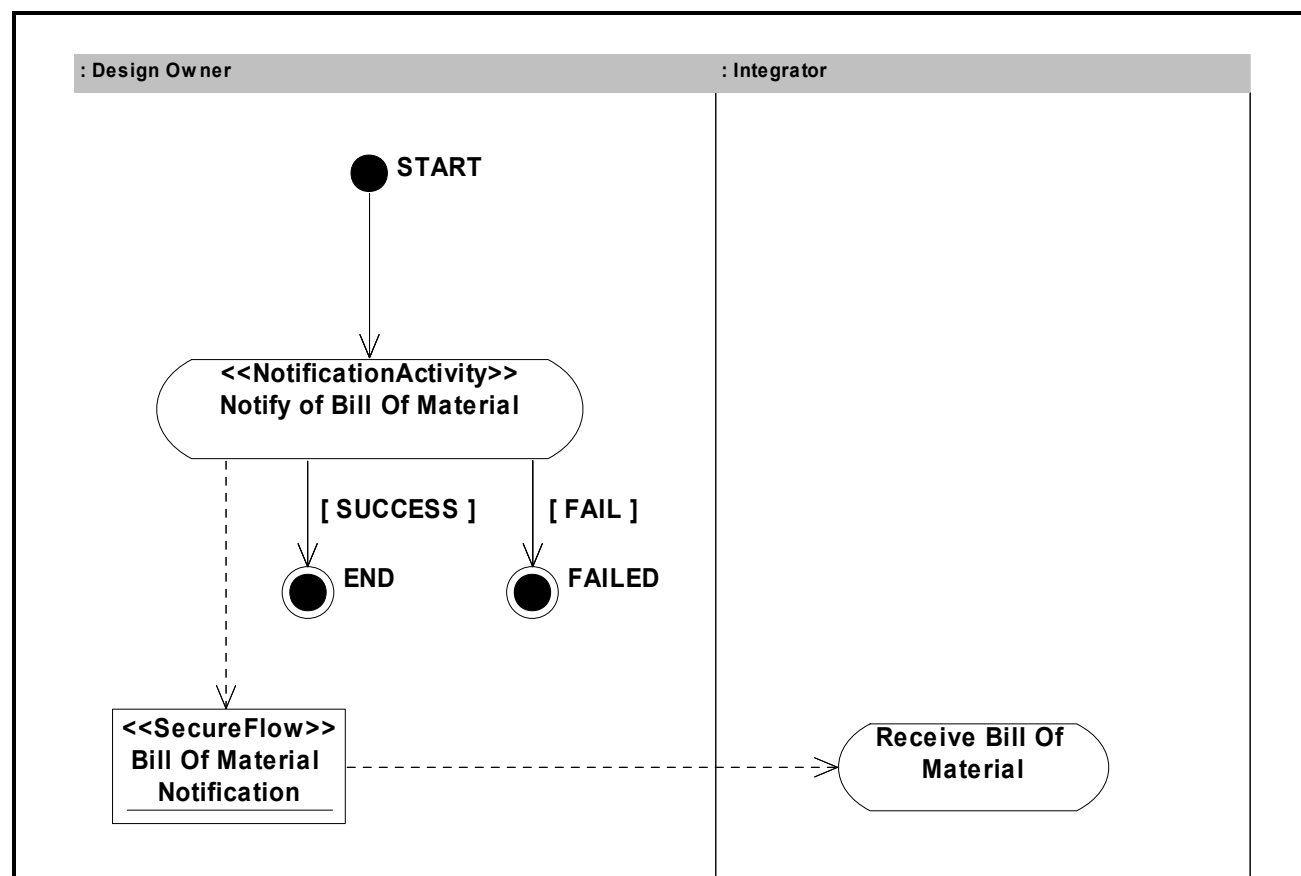 : Design Owner
: Integrator
START
<<NotificationActivity>>
Notify of Bill Of Material
[ SUCCESS ]
[ FAIL ]
END
FAILED
<<SecureFlow>>
Bill Of Material
Notification
Receive Bill Of
Material